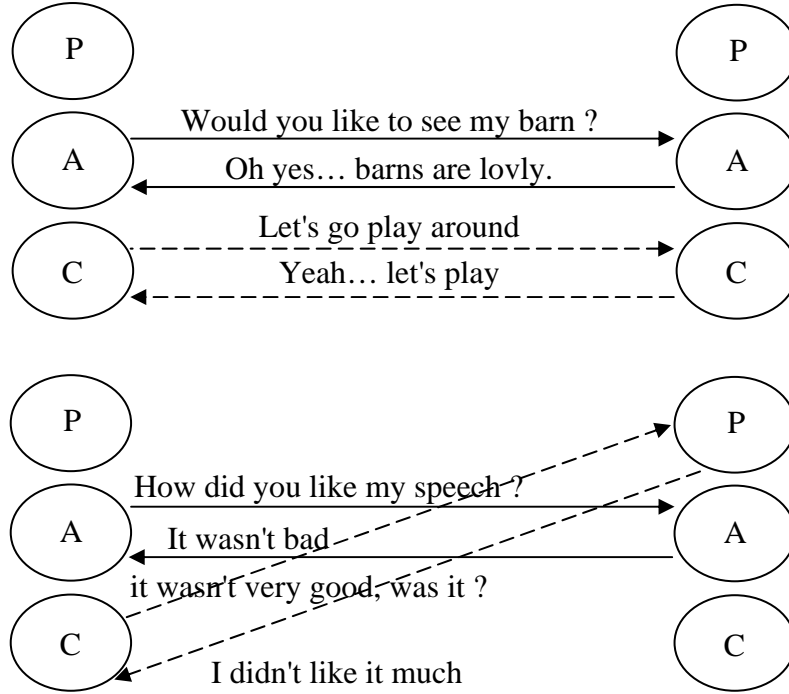 P P
Would you like to see my barn ?
A A
Oh yes… barns are lovly.
Let's go play around
C C
Yeah… let's play
P P
How did you like my speech ?
A A
It wasn't bad
it wasn't very good, was it ?
C C
I didn't like it much